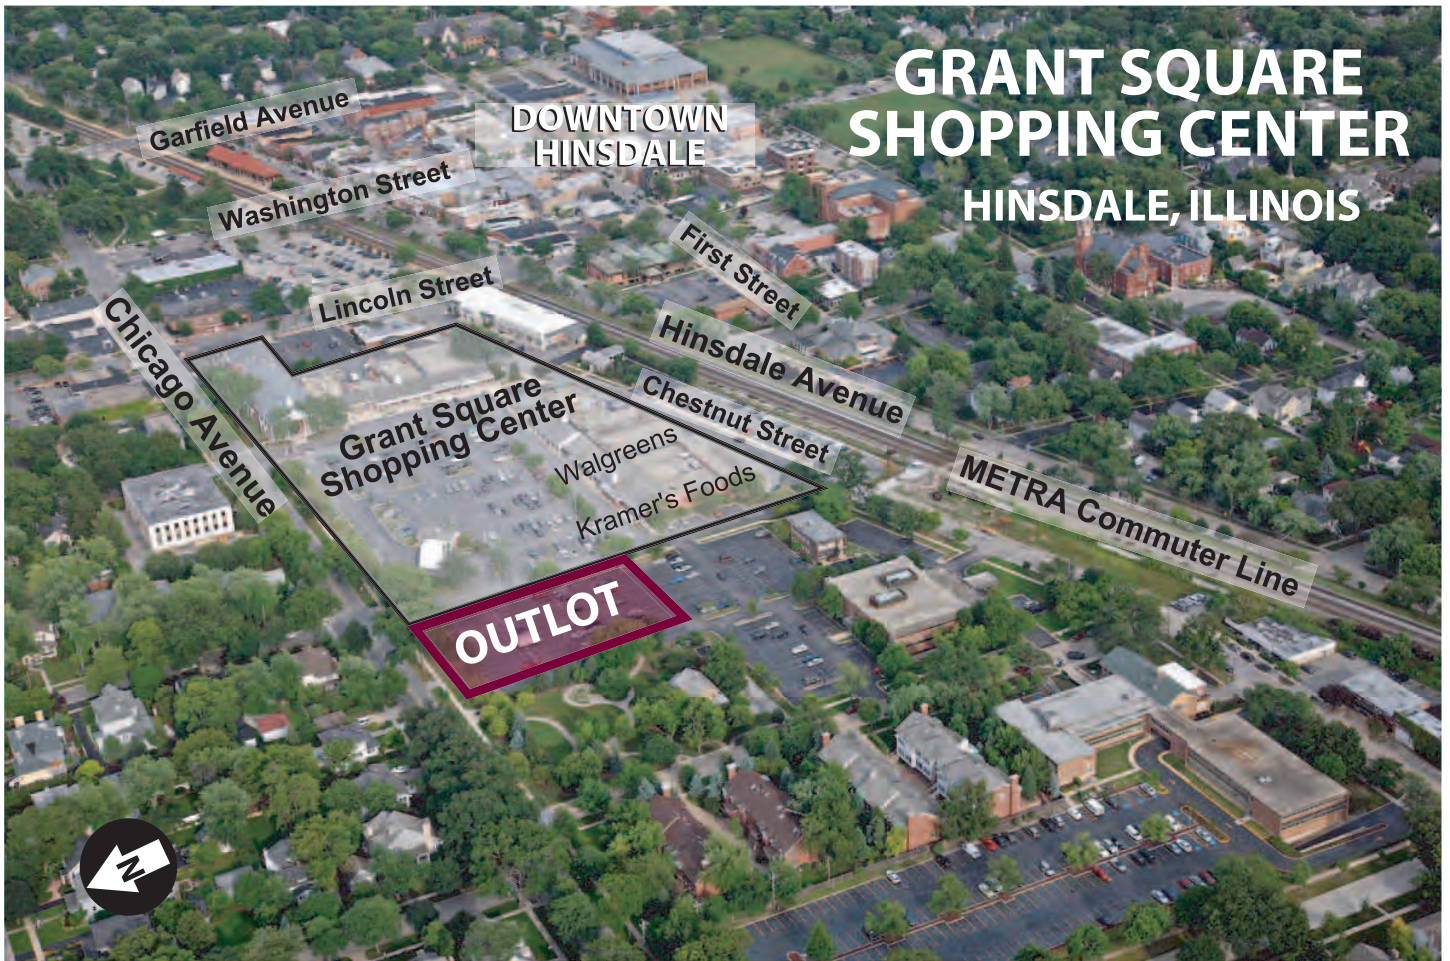 GRANT SQUARE
SHOPPING CENTER
HINSDALE, ILLINOIS
DOWNTOWN
HINSDALE
Garfield Avenue
Washington Street
Lincoln Street
First Street
Hinsdale Avenue
Chestnut Street
Chicago Avenue
METRA Commuter Line
Grant Square
Shopping Center
Walgreens
Kramer's Foods
OUTLOT
N